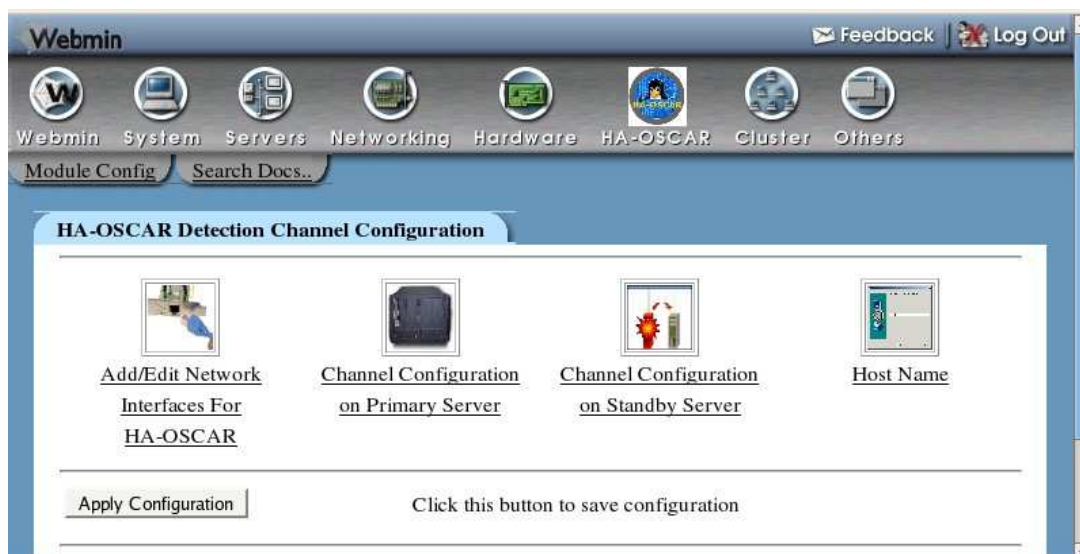 Webmin
Feedback
Log Out
Webmin System Servers Networking Hardware HA-OSCAR Cluster Others
HA-OSCAR
Module Config
Search Docs..
HA-OSCAR Detection Channel Configuration
Add/Edit Network
Interfaces For
HA-OSCAR
Channel Configuration
on Primary Server
Channel Configuration
on Standby Server
Host Name
Apply Configuration
Click this button to save configuration